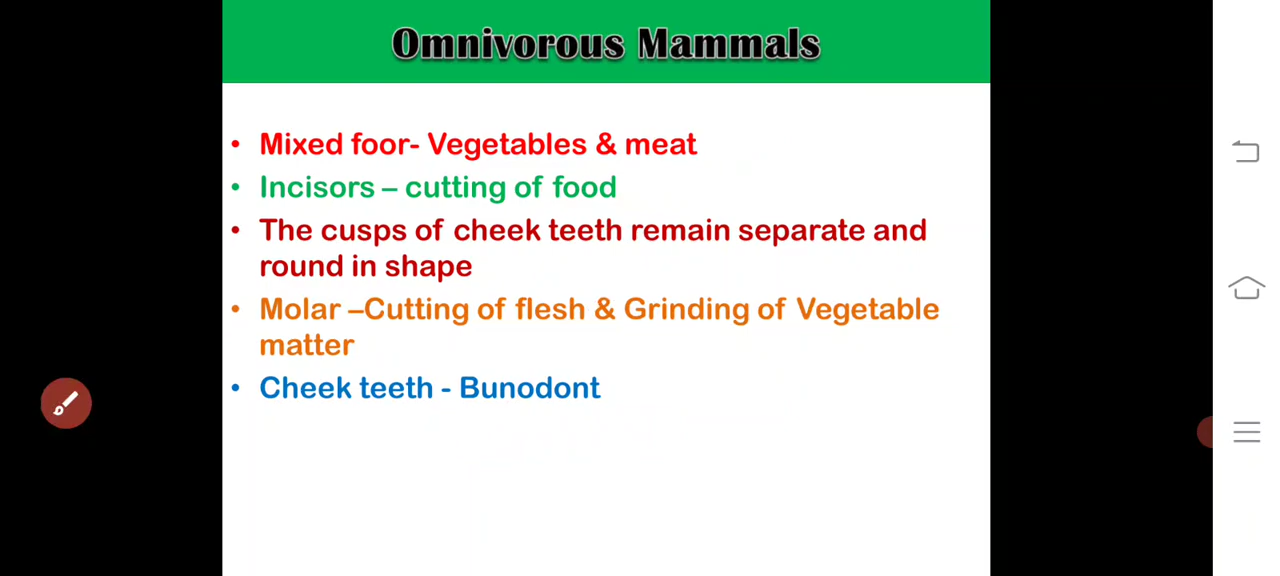 Omnivorous Mammals
• Mixed foor- Vegetables & meat
• Incisors – cutting of food
• The cusps of cheek teeth remain separate and
round in shape
• Molar –Cutting of flesh & Grinding of Vegetable
matter
• Cheek teeth - Bunodont